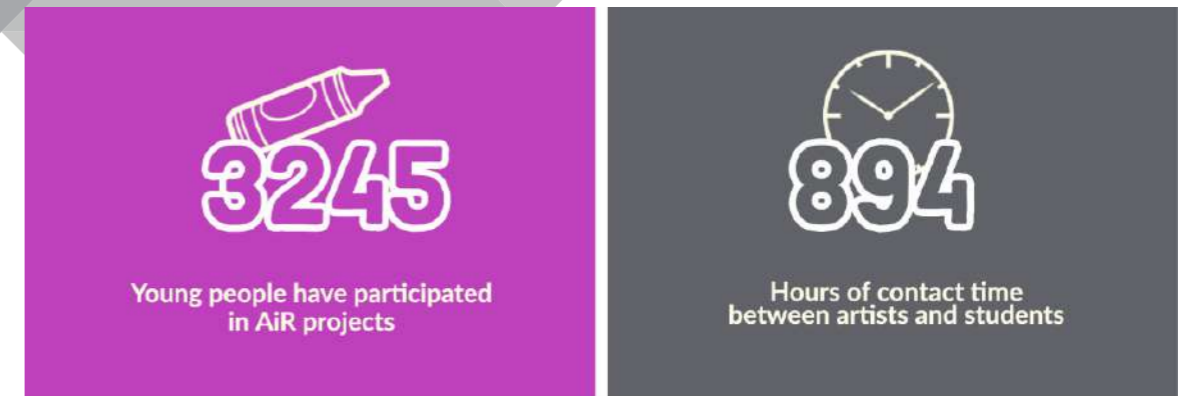 3245
Young people have participated
in AiR projects
894
Hours of contact time
between artists and students